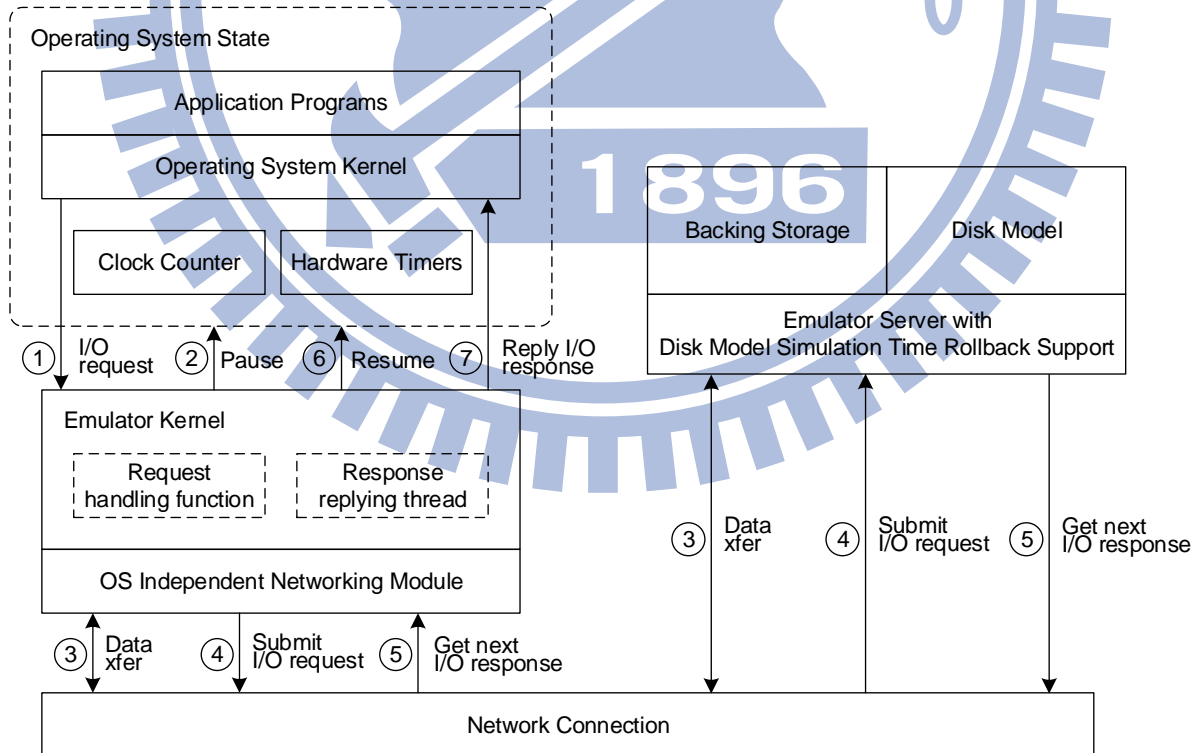 Operating System State
Application Programs
Operating System Kernel
Clock Counter
Hardware Timers
1896
Backing Storage
Disk Model
Emulator Server with
Disk Model Simulation Time Rollback Support
1
I/O
request
2
Pause
6
Resume
7
Reply I/O
response
Emulator Kernel
Request
handling function
Response
replying thread
OS Independent Networking Module
3
Data
xfer
4
Submit
I/O request
5
Get next
I/O response
3
Data
xfer
4
Submit
I/O request
5
Get next
I/O response
Network Connection